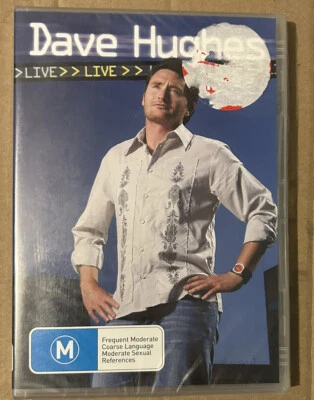 Dave Hughes
>LIVE>> LIVE>>
M
Frequent Moderate
Coarse Language
Moderate Sexual
References